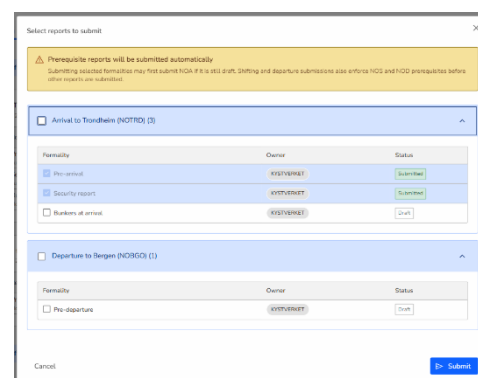 Select reports to submit
Prerequisite reports will be submitted automatically
Submitting selected formalities may first submit NOA if it is still draft. Shifting and departure submissions also enforce NOS and NOD prerequisites before
other reports are submitted.
Arrival to Trondheim (NOTRD) (3)
Formality Owner Status
Pre-arrival KYSTVERKET Submitted
Security report KYSTVERKET Submitted
Bunkers at arrival KYSTVERKET Draft
Departure to Bergen (NOBGO) (1)
Formality Owner Status
Pre-departure KYSTVERKET Draft
Cancel Submit